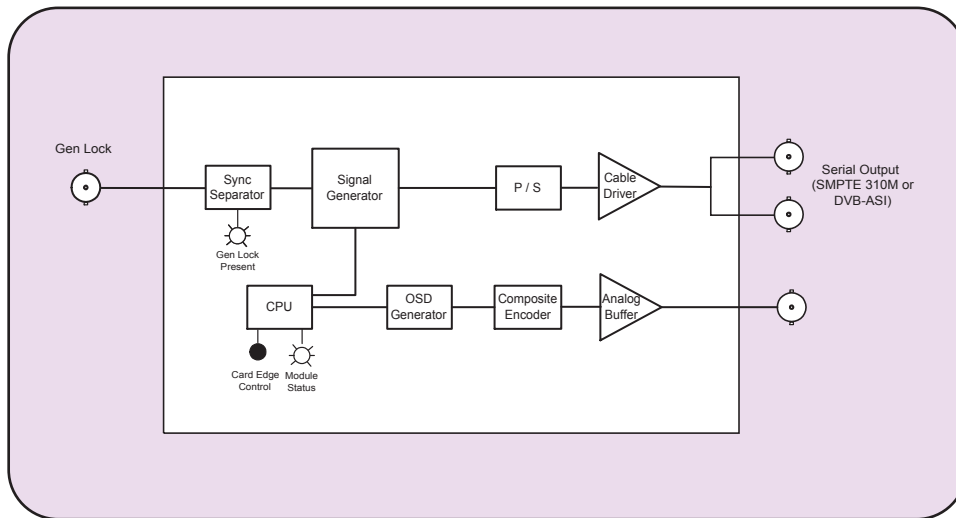 Gen Lock
Sync
Separator
Gen Lock
Present
Signal
Generator
P / S
Cable
Driver
Serial Output
(SMPTE 310M or
DVB-ASI)
CPU
Card Edge
Control
Module
Status
OSD
Generator
Composite
Encoder
Analog
Buffer